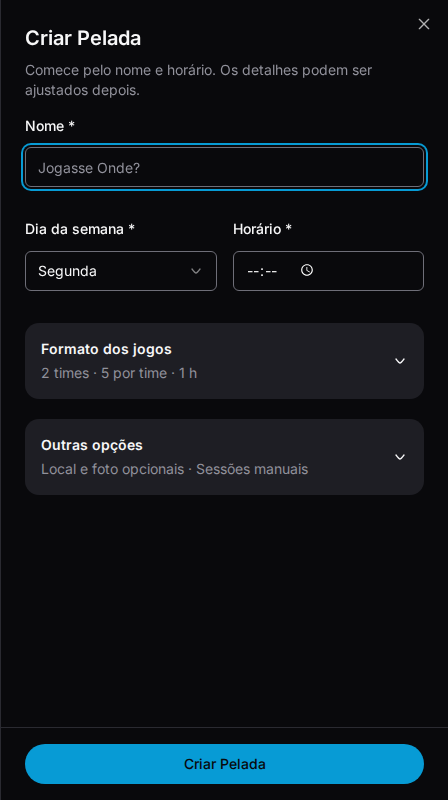 Criar Pelada
Comece pelo nome e horário. Os detalhes podem ser
ajustados depois.
Nome *
Jogasse Onde?
Dia da semana *
Horário *
Segunda
--:--
Formato dos jogos
2 times · 5 por time · 1 h
Outras opções
Local e foto opcionais · Sessões manuais
Criar Pelada